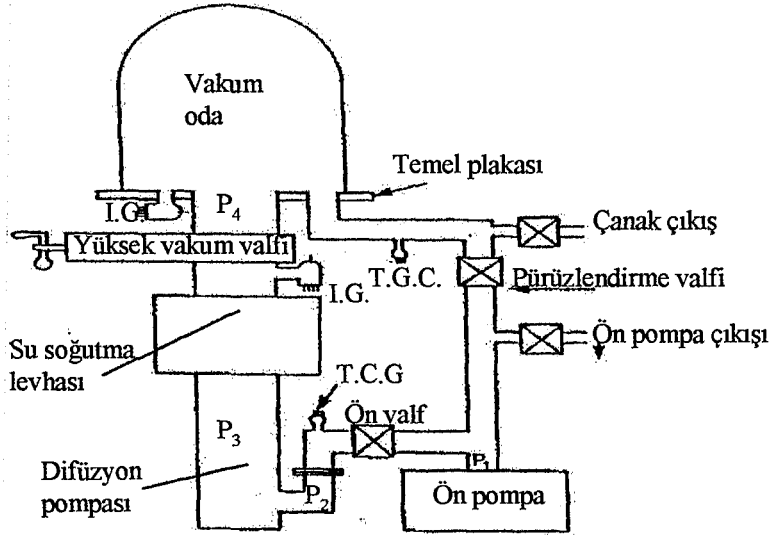 Vakum
oda
Temel plakası
I.G.
P4
Çanak çıkış
Yüksek vakum valfi
T.G.C.
Pürüzlendirme valfi
I.G.
Su soğutma
levhası
Ön pompa çıkışı
T.C.G
Ön valf
P3
P1
Difüzyon
pompası
P2
Ön pompa